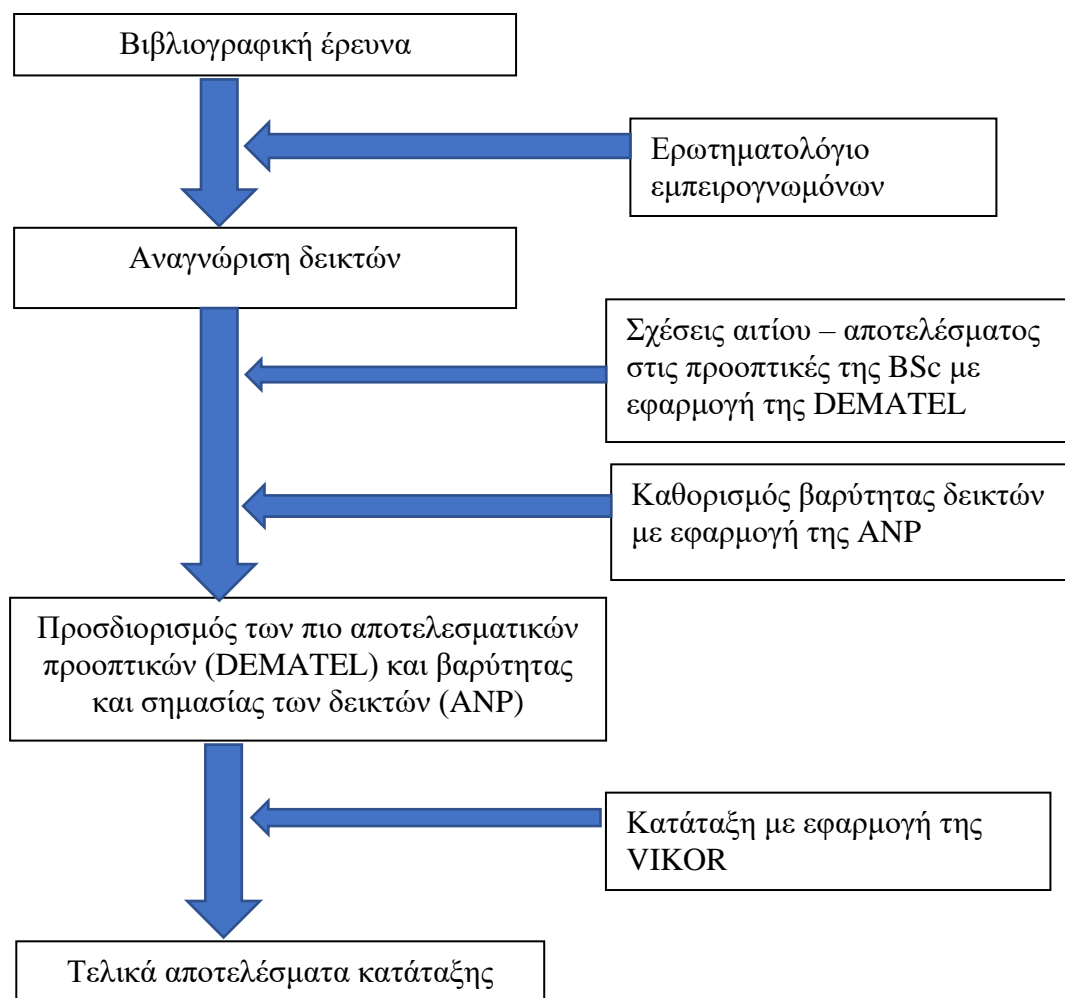 Βιβλιογραφική έρευνα
Ερωτηματολόγιο
εμπειρογνωμόνων
Αναγνώριση δεικτών
Σχέσεις αιτίου – αποτελέσματος
στις προοπτικές της BSc με
εφαρμογή της DEMATEL
Καθορισμός βαρύτητας δεικτών
με εφαρμογή της ANP
Προσδιορισμός των πιο αποτελεσματικών
προοπτικών (DEMATEL) και βαρύτητας
και σημασίας των δεικτών (ANP)
Κατάταξη με εφαρμογή της
VIKOR
Τελικά αποτελέσματα κατάταξης